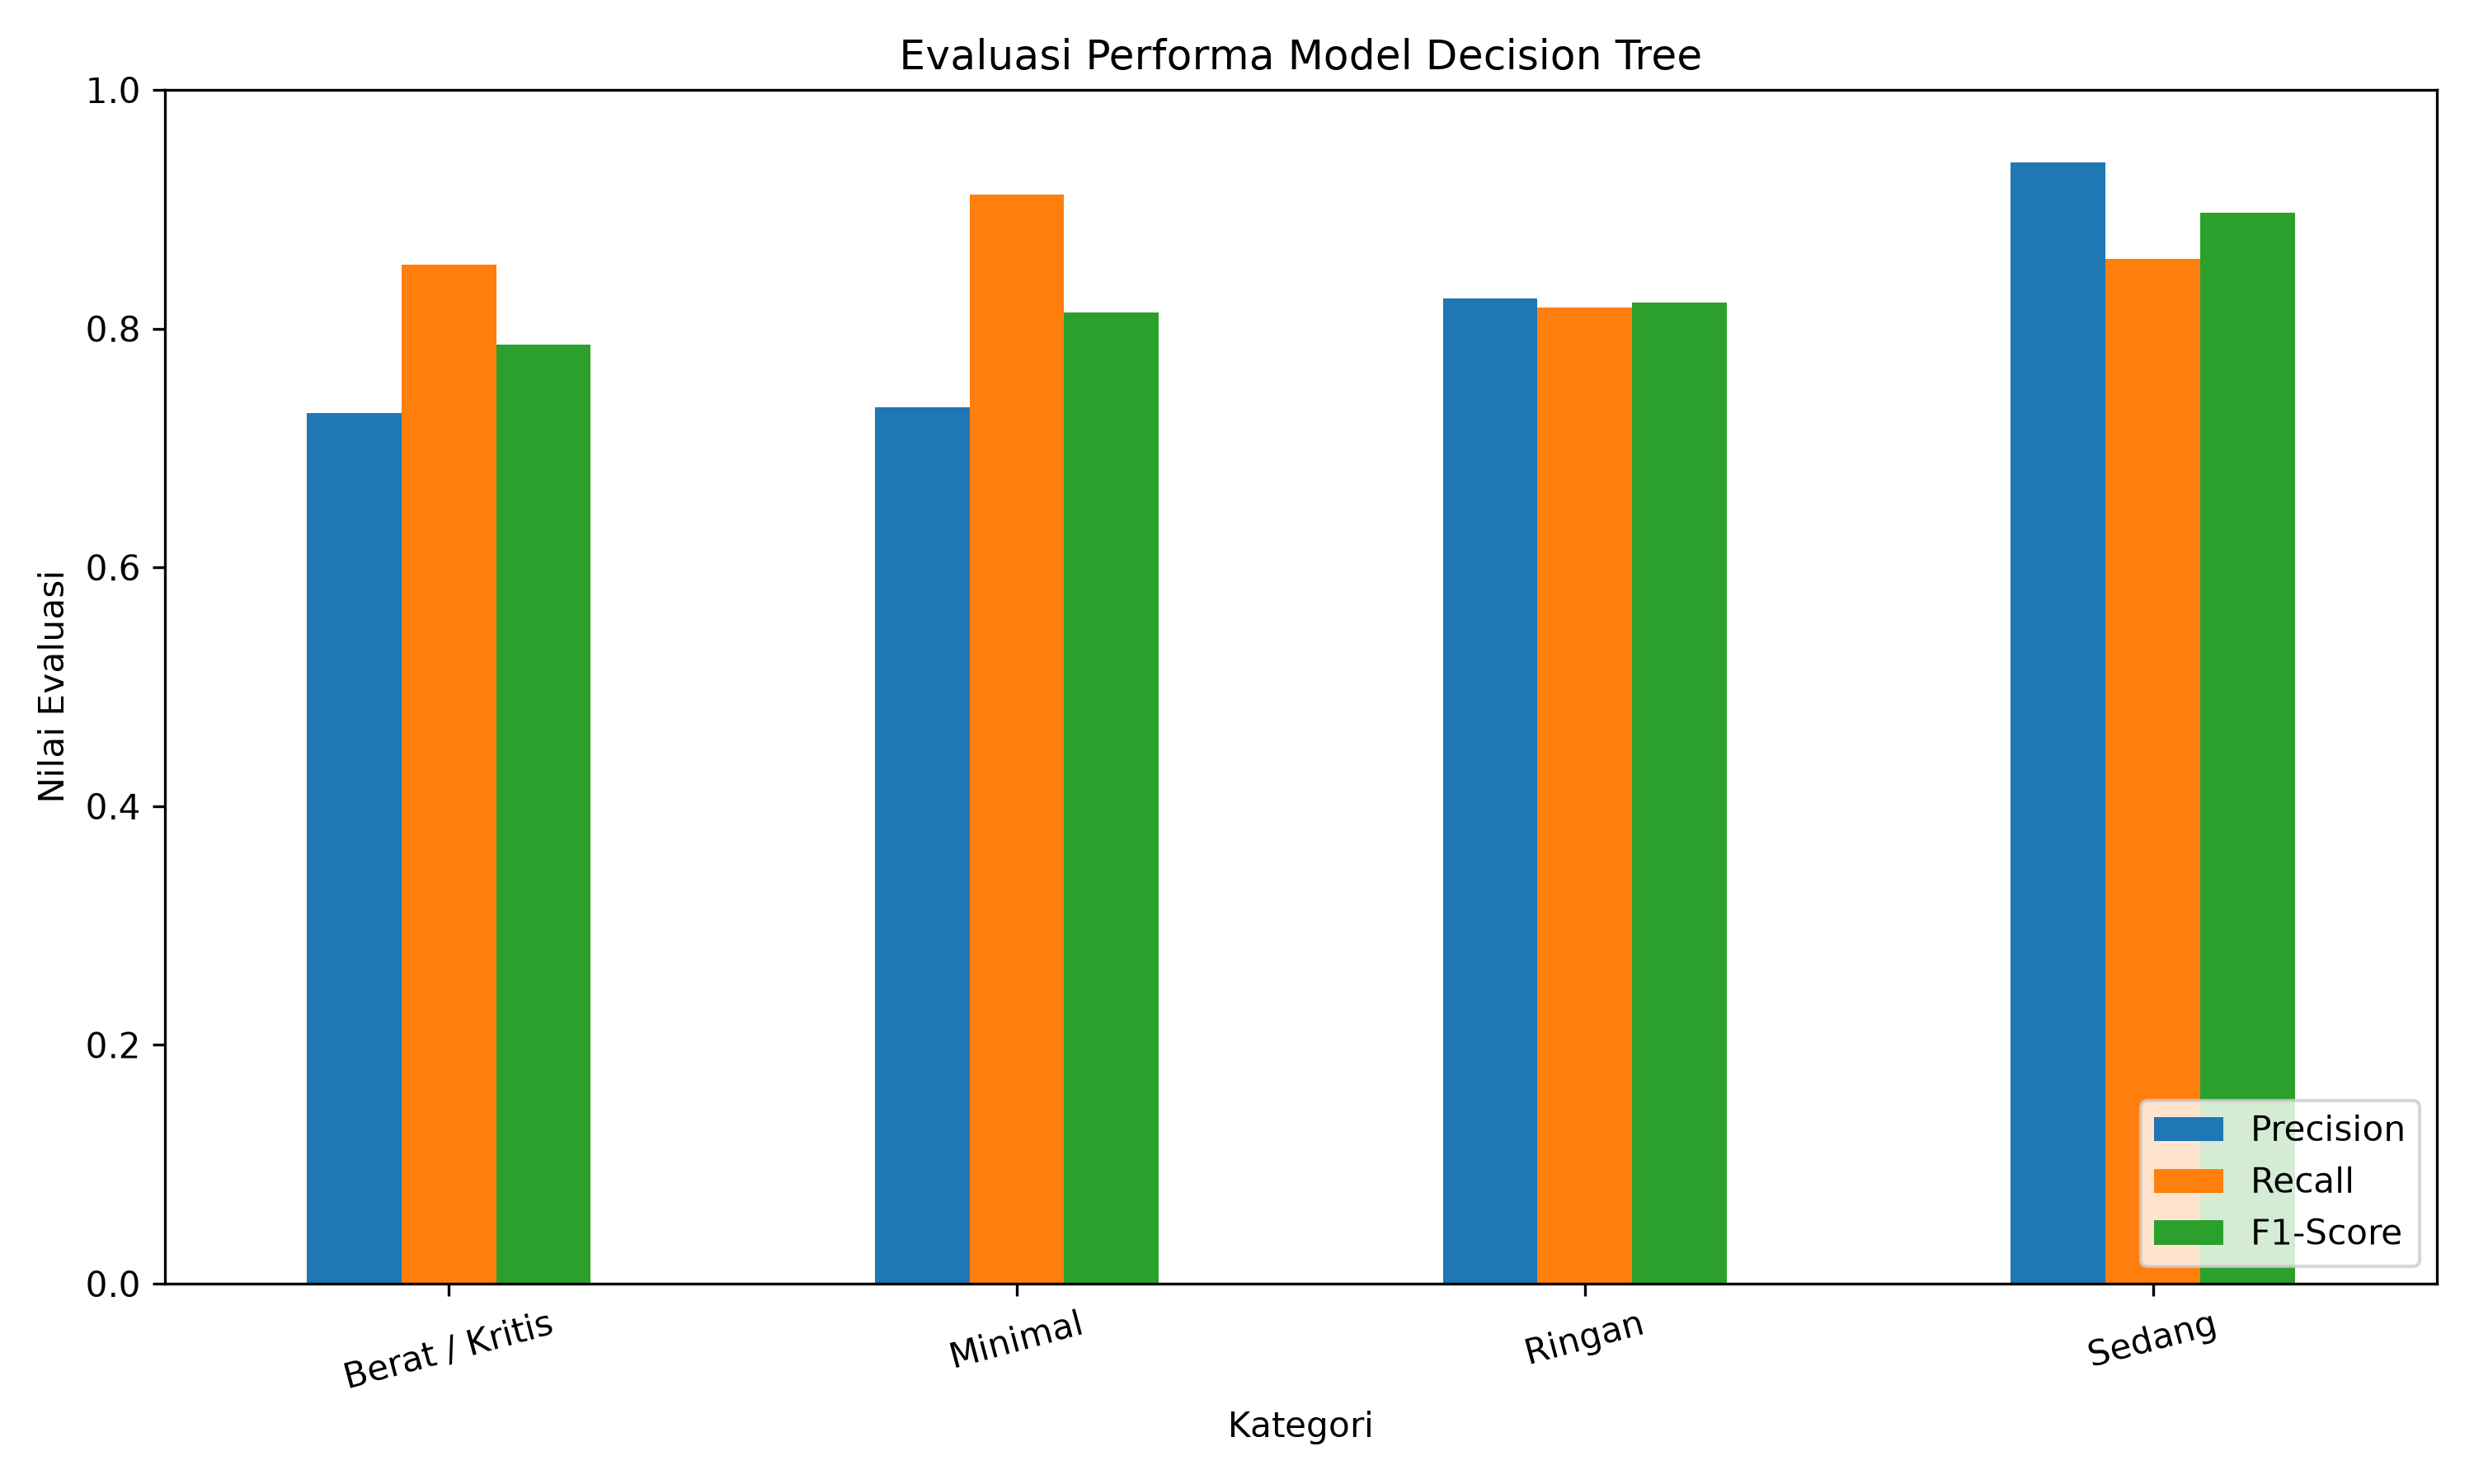 Evaluasi Performa Model Decision Tree
1.0
0.8
0.6
0.4
0.2
0.0
Nilai Evaluasi
Berat / Kritis
Minimal
Ringan
Sedang
Kategori
Precision
Recall
F1-Score